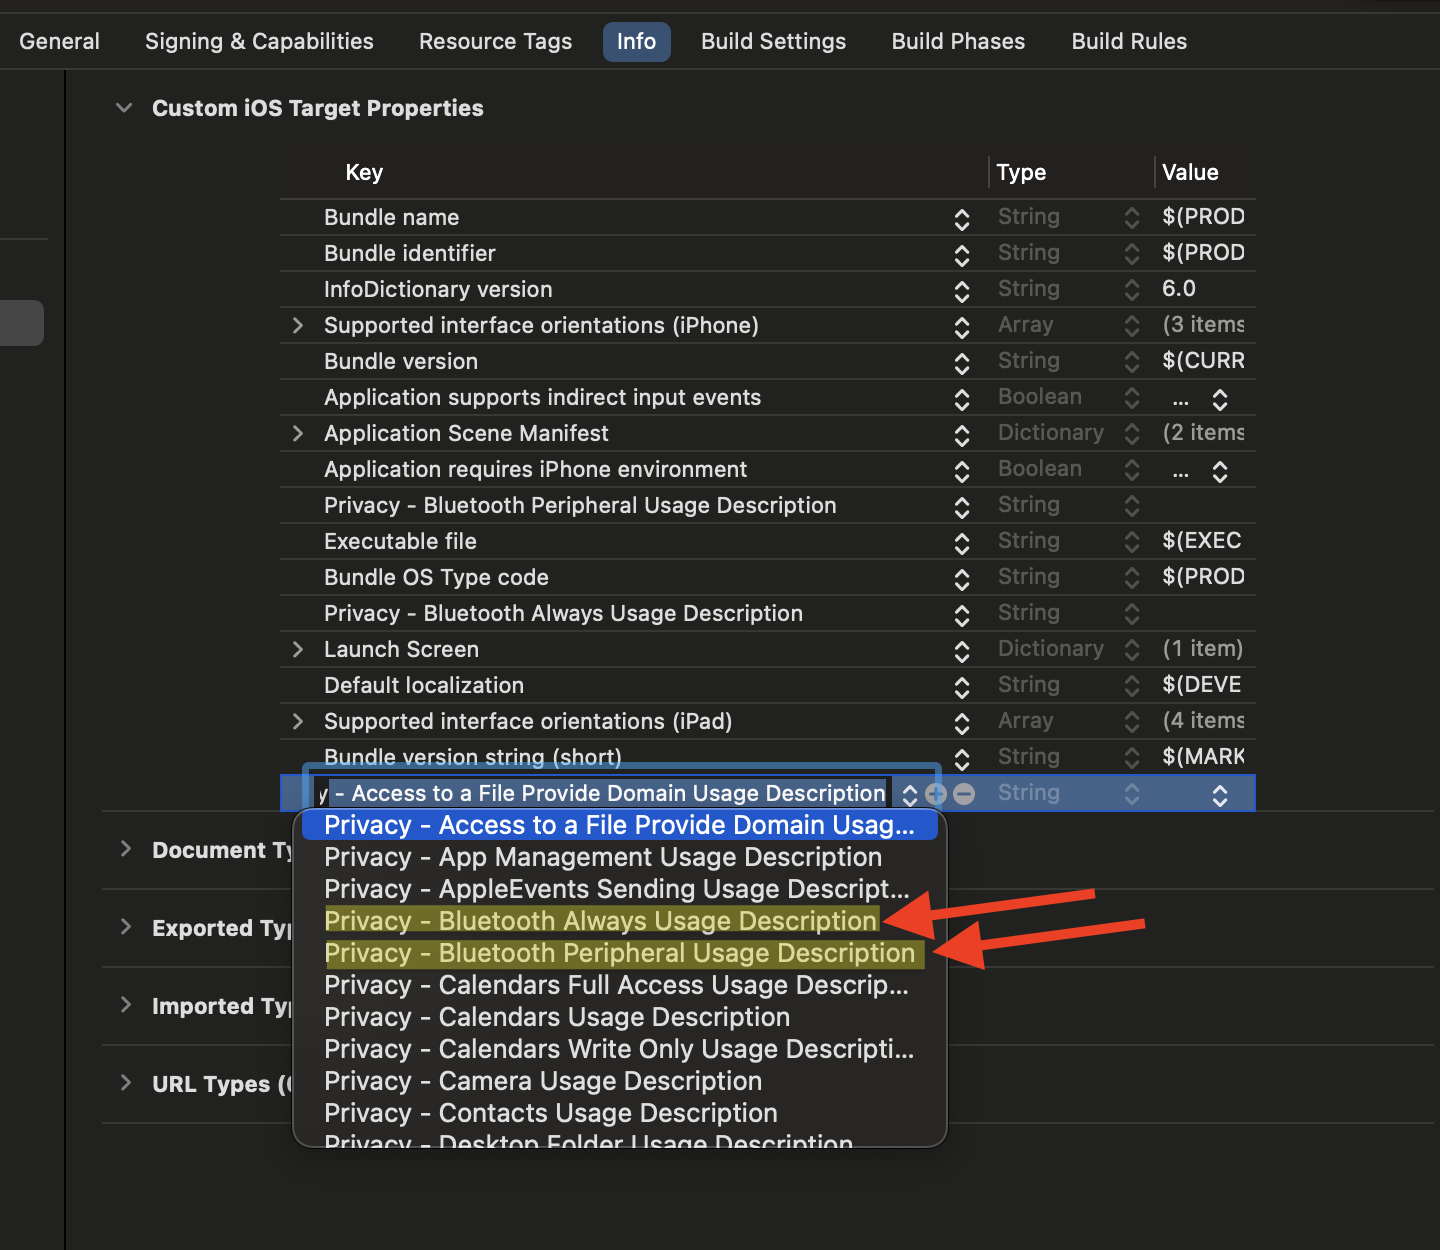 General Signing & Capabilities Resource Tags Info Build Settings Build Phases Build Rules
Custom iOS Target Properties
Key Type Value
Bundle name String $(PROD
Bundle identifier String $(PROD
InfoDictionary version String 6.0
Supported interface orientations (iPhone) Array (3 items
Bundle version String $(CURR
Application supports indirect input events Boolean ...
Application Scene Manifest Dictionary (2 items
Application requires iPhone environment Boolean ...
Privacy - Bluetooth Peripheral Usage Description String
Executable file String $(EXEC
Bundle OS Type code String $(PROD
Privacy - Bluetooth Always Usage Description String
Launch Screen Dictionary (1 item)
Default localization String $(DEVE
Supported interface orientations (iPad) Array (4 items
Bundle version string (short) String $(MARK
y - Access to a File Provide Domain Usage Description String
Privacy - Access to a File Provide Domain Usag...
Privacy - App Management Usage Description
Document Ty
Privacy - AppleEvents Sending Usage Descript...
Privacy - Bluetooth Always Usage Description
Exported Typ
Privacy - Bluetooth Peripheral Usage Description
Privacy - Calendars Full Access Usage Descrip...
Imported Typ
Privacy - Calendars Usage Description
Privacy - Calendars Write Only Usage Descripti...
Privacy - Camera Usage Description
URL Types (
Privacy - Contacts Usage Description
Privacy - Desktop Folder Usage Description